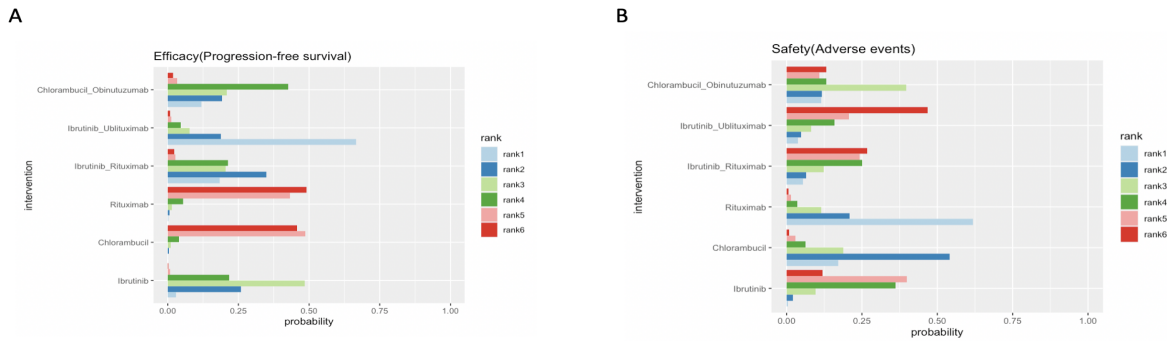 A
Efficacy(Progression-free survival)
intervention
Chlorambucil_Obinutuzumab
Ibrutinib_Ublituximab
Ibrutinib_Rituximab
Rituximab
Chlorambucil
Ibrutinib
0.00 0.25 0.50 0.75 1.00
probability
rank
rank1
rank2
rank3
rank4
rank5
rank6
B
Safety(Adverse events)
intervention
Chlorambucil_Obinutuzumab
Ibrutinib_Ublituximab
Ibrutinib_Rituximab
Rituximab
Chlorambucil
Ibrutinib
0.00 0.25 0.50 0.75 1.00
probability
rank
rank1
rank2
rank3
rank4
rank5
rank6